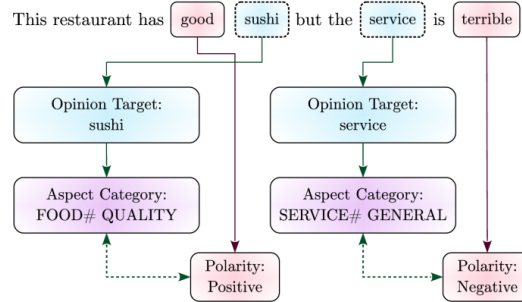 This restaurant has good sushi but the service is terrible
Opinion Target:
sushi
Opinion Target:
service
Aspect Category:
FOOD# QUALITY
Aspect Category:
SERVICE# GENERAL
Polarity:
Positive
Polarity:
Negative